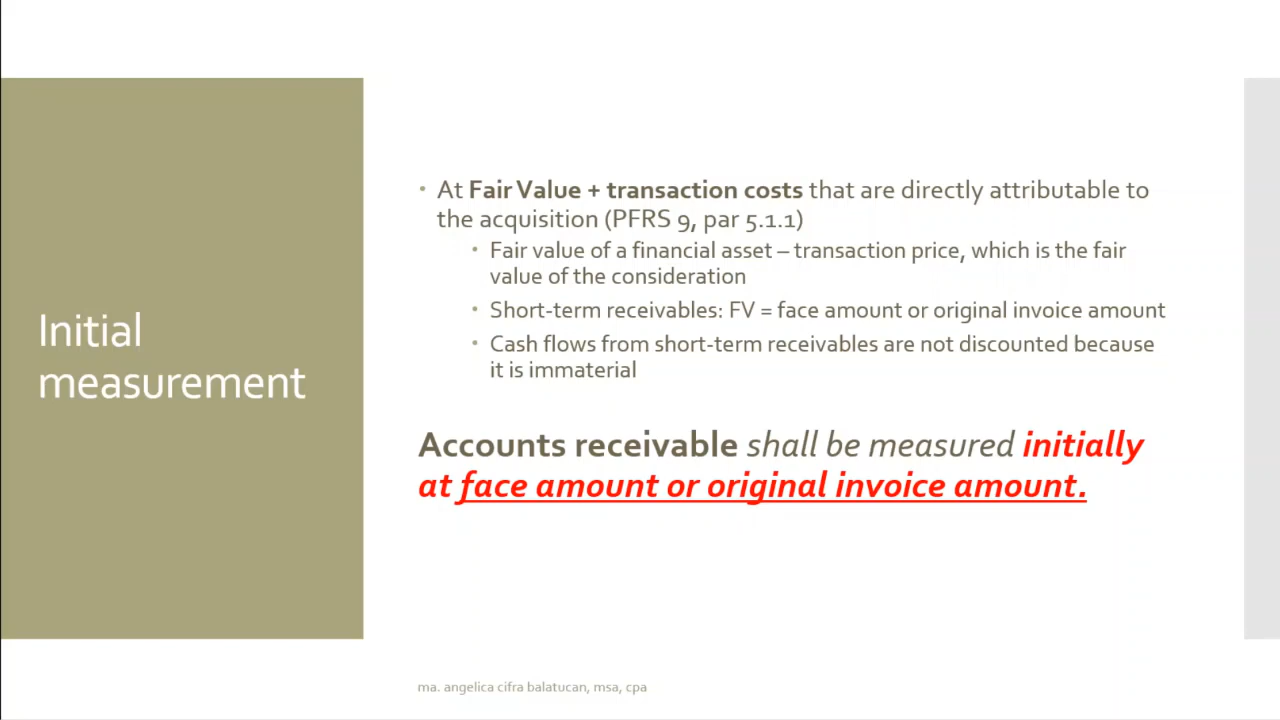 Initial
measurement
• At Fair Value + transaction costs that are directly attributable to
the acquisition (PFRS 9, par 5.1.1)
• Fair value of a financial asset – transaction price, which is the fair
value of the consideration
• Short-term receivables: FV = face amount or original invoice amount
• Cash flows from short-term receivables are not discounted because
it is immaterial
Accounts receivable shall be measured initially
at face amount or original invoice amount.
ma. angelica cifra balatucan, msa, cpa